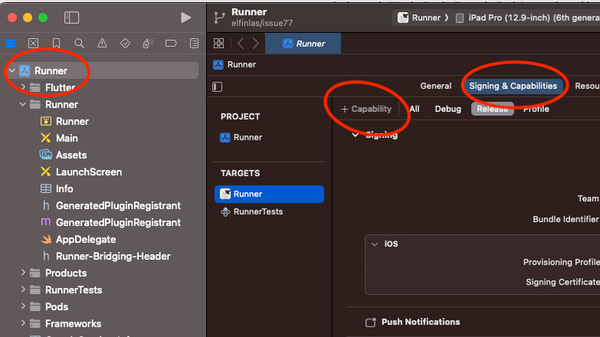 Runner
elfinlas/issue77
Runner
iPad Pro (12.9-inch) (6th genera
Runner
Runner
General
Signing & Capabilities
Resou
+ Capability
All
Debug
Release
Profile
Signing
Runner
Flutter
Runner
Runner
Main
Assets
LaunchScreen
Info
GeneratedPluginRegistrant
GeneratedPluginRegistrant
AppDelegate
Runner-Bridging-Header
Products
RunnerTests
Pods
Frameworks
PROJECT
Runner
TARGETS
Runner
RunnerTests
Team
Bundle Identifier
iOS
Provisioning Profile
Signing Certificate
Push Notifications